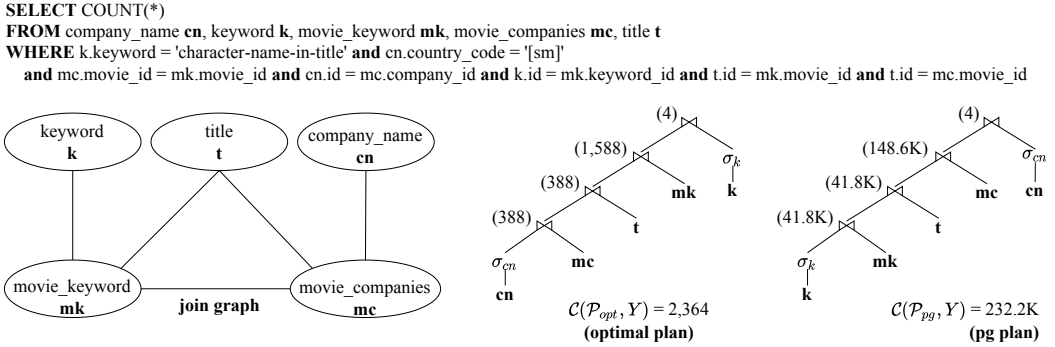 SELECT COUNT(*)
FROM company_name cn, keyword k, movie_keyword mk, movie_companies mc, title t
WHERE k.keyword = 'character-name-in-title' and cn.country_code = '[sm]'
and mc.movie_id = mk.movie_id and cn.id = mc.company_id and k.id = mk.keyword_id and t.id = mk.movie_id and t.id = mc.movie_id
keyword
k
title
t
company_name
cn
movie_keyword
mk
join graph
movie_companies
mc
(4)
(1,588)
σk
(388)
mk
k
(388)
t
σcn
mc
cn
C(Popt, Y) = 2,364
(optimal plan)
(4)
(148.6K)
σcn
(41.8K)
mc
cn
(41.8K)
t
σk
mk
k
C(Ppg, Y) = 232.2K
(pg plan)